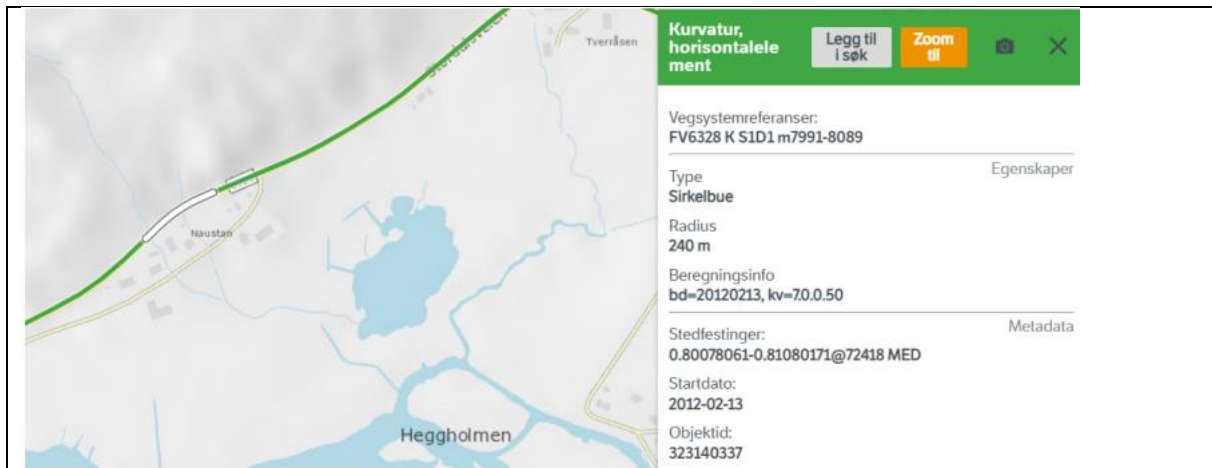 Tverråsen
Naustan
Heggholmen
Kurvatur,
horisontalele
ment
Legg til
i søk
Zoom
til
Vegsystemreferanser:
FV6328 K S1D1 m7991-8089
Egenskaper
Type
Sirkelbue
Radius
240 m
Beregningsinfo
bd=20120213, kv=7.0.0.50
Metadata
Stedfestinger:
0.80078061-0.81080171@72418 MED
Startdato:
2012-02-13
Objektid:
323140337